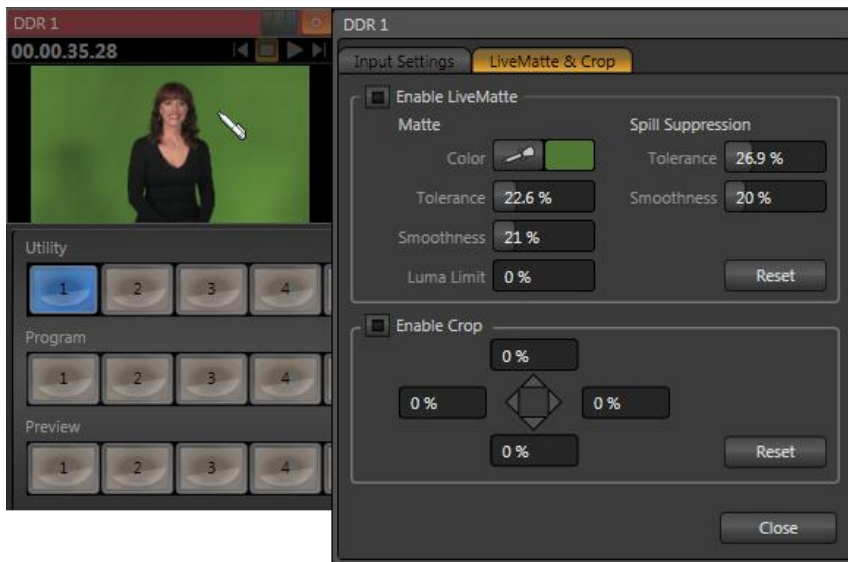 DDR 1
00.00.35.28
Utility
1 2 3 4
Program
1 2 3 4
Preview
1 2 3 4
DDR 1
Input Settings LiveMatte & Crop
Enable LiveMatte
Matte Spill Suppression
Color Tolerance 26.9 %
Tolerance 22.6 % Smoothness 20 %
Smoothness 21 %
Luma Limit 0 % Reset
Enable Crop
0 %
0 % 0 %
0 % Reset
Close